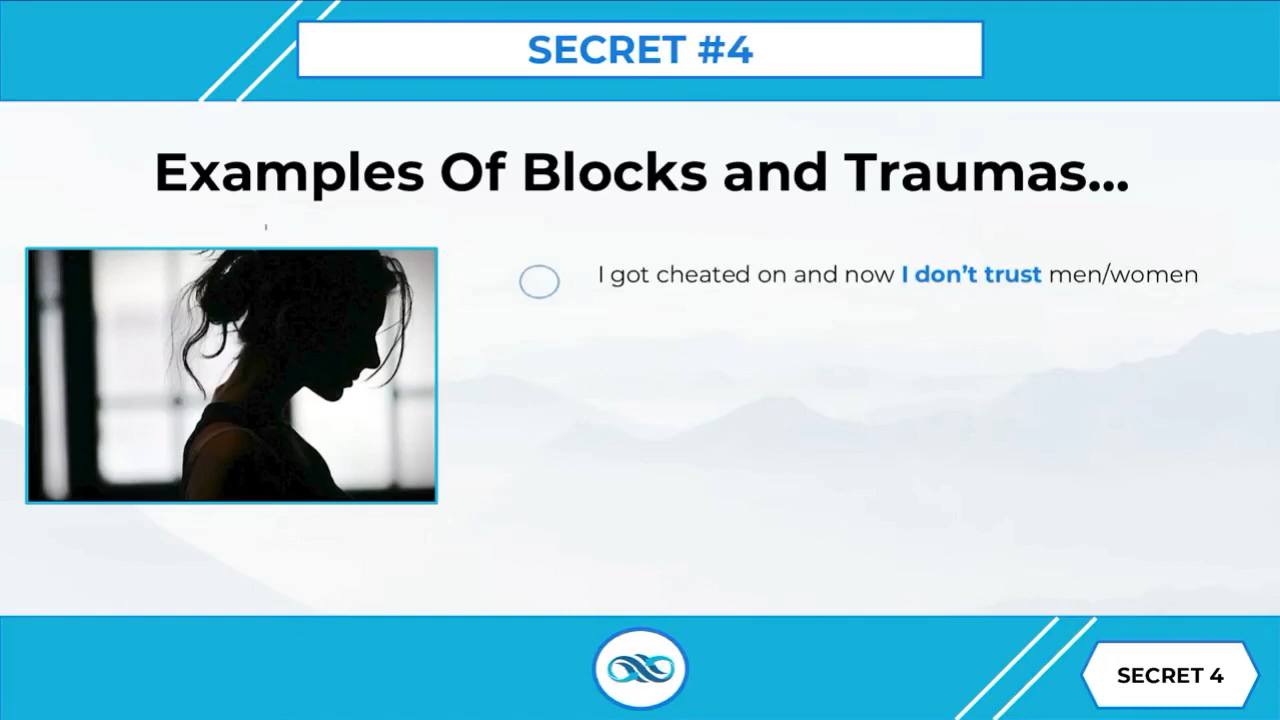 SECRET #4
Examples Of Blocks and Traumas...
I got cheated on and now I don’t trust men/women
SECRET 4